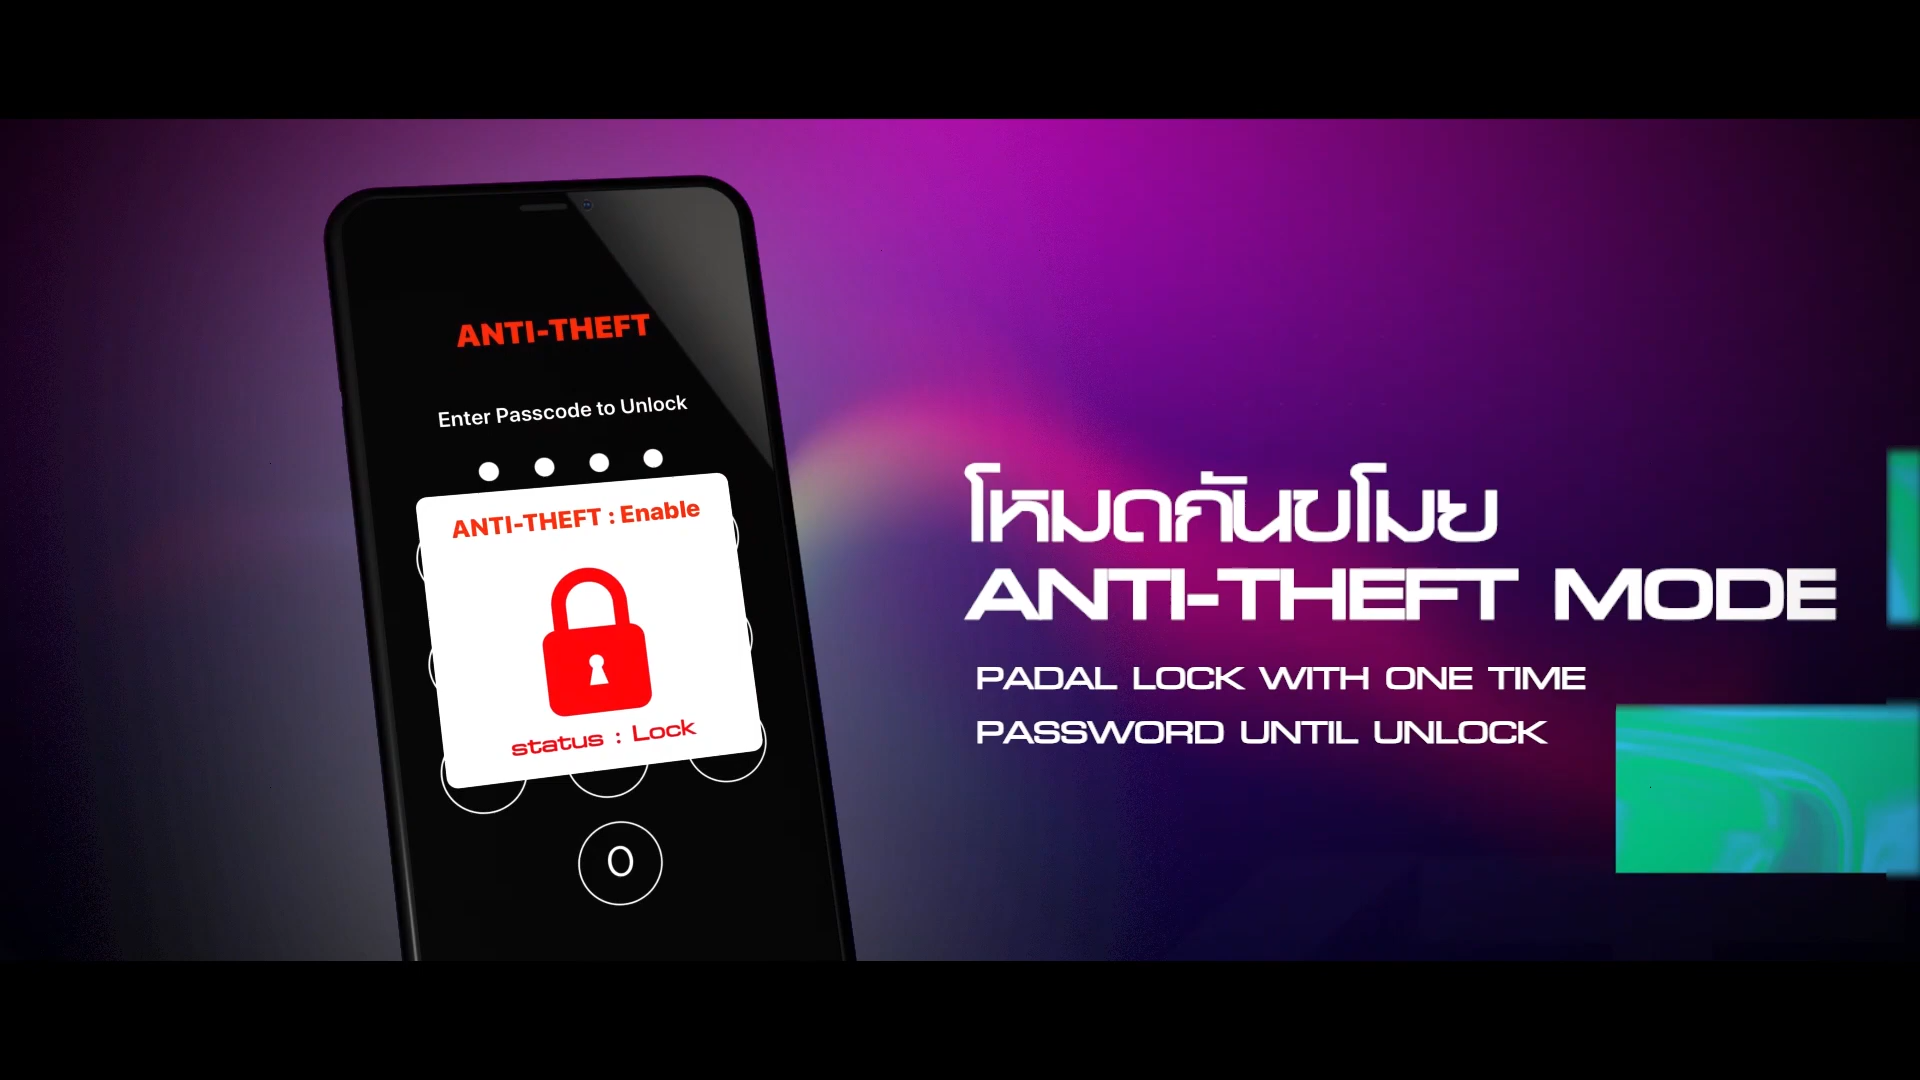 ANTI-THEFT
Enter Passcode to Unlock
ANTI-THEFT : Enable
status : Lock
0
โหมดกันขโมย
ANTI-THEFT MODE
PADAL LOCK WITH ONE TIME
PASSWORD UNTIL UNLOCK